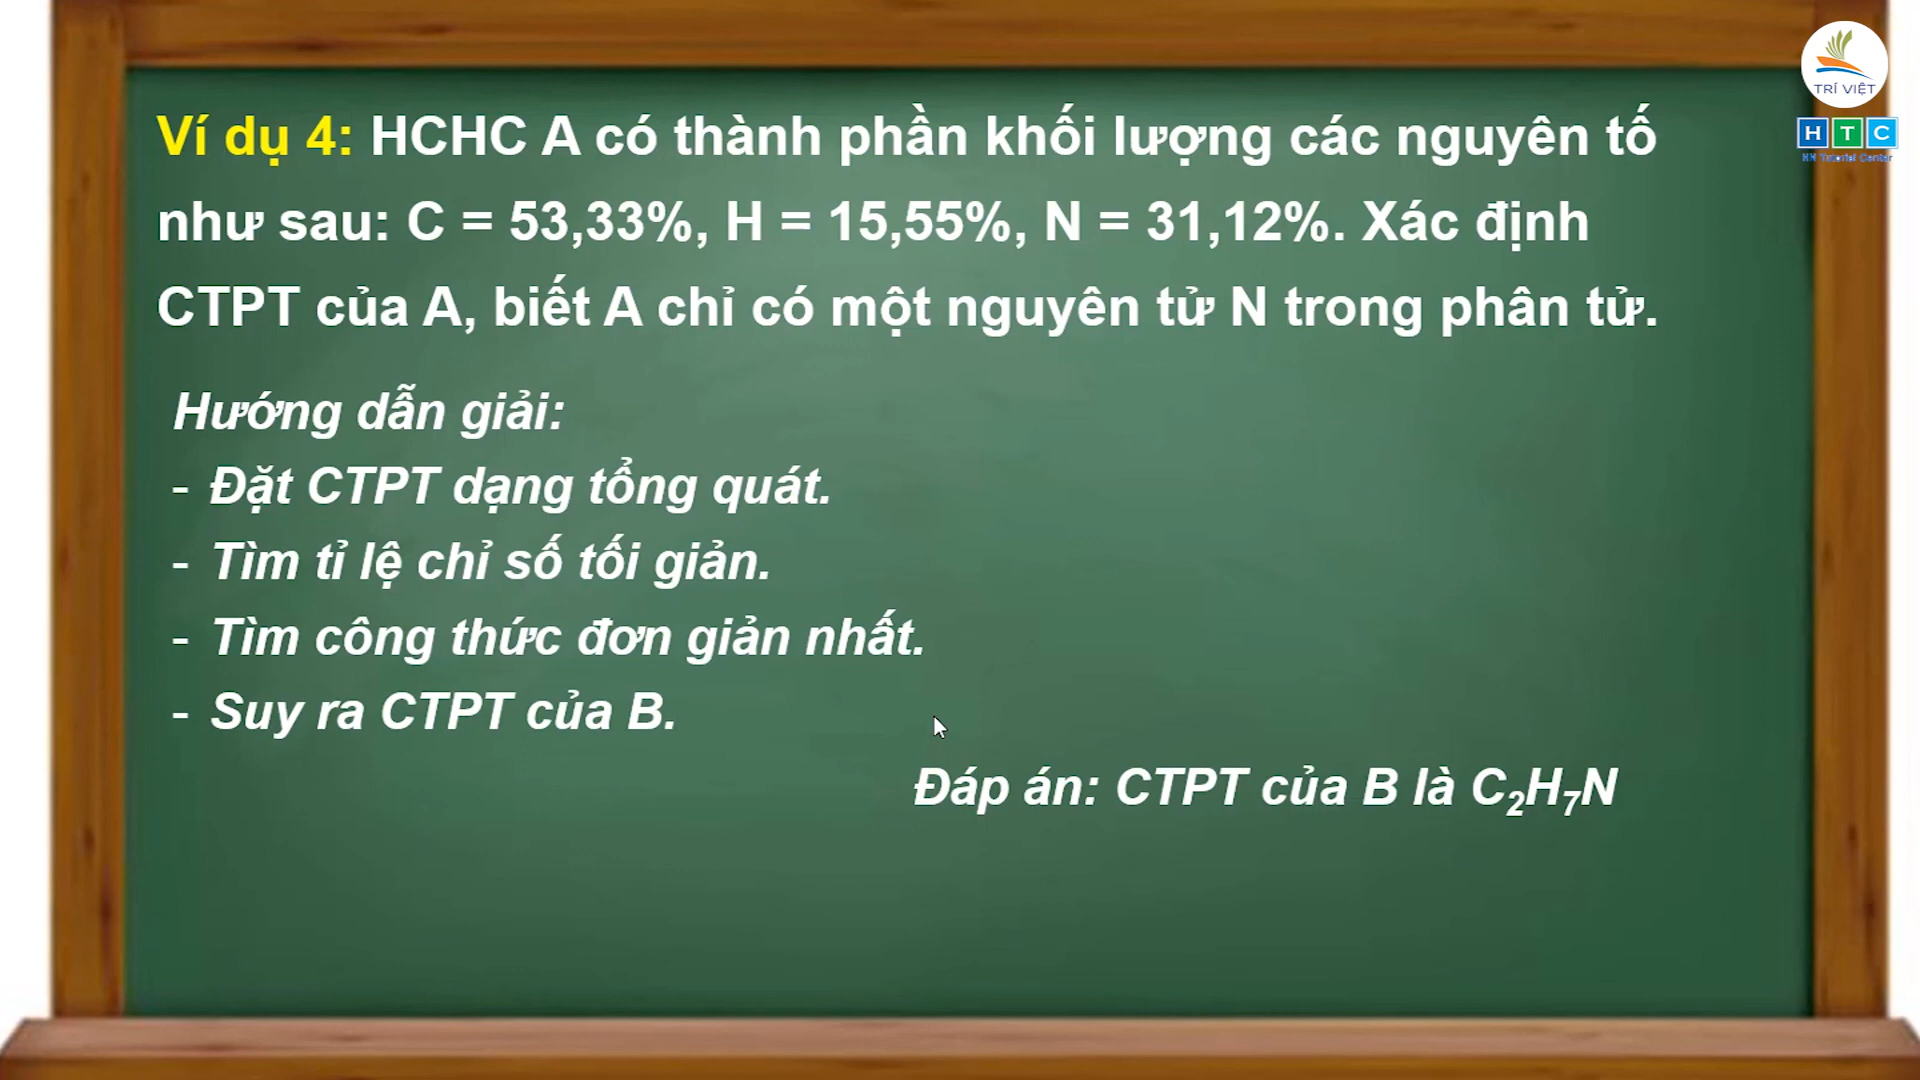 TRÍ VIỆT
H T C
Ví dụ 4: HCHC A có thành phần khối lượng các nguyên tố
như sau: C = 53,33%, H = 15,55%, N = 31,12%. Xác định
CTPT của A, biết A chỉ có một nguyên tử N trong phân tử.
Hướng dẫn giải:
- Đặt CTPT dạng tổng quát.
- Tìm tỉ lệ chỉ số tối giản.
- Tìm công thức đơn giản nhất.
- Suy ra CTPT của B.
Đáp án: CTPT của B là C₂H₇N